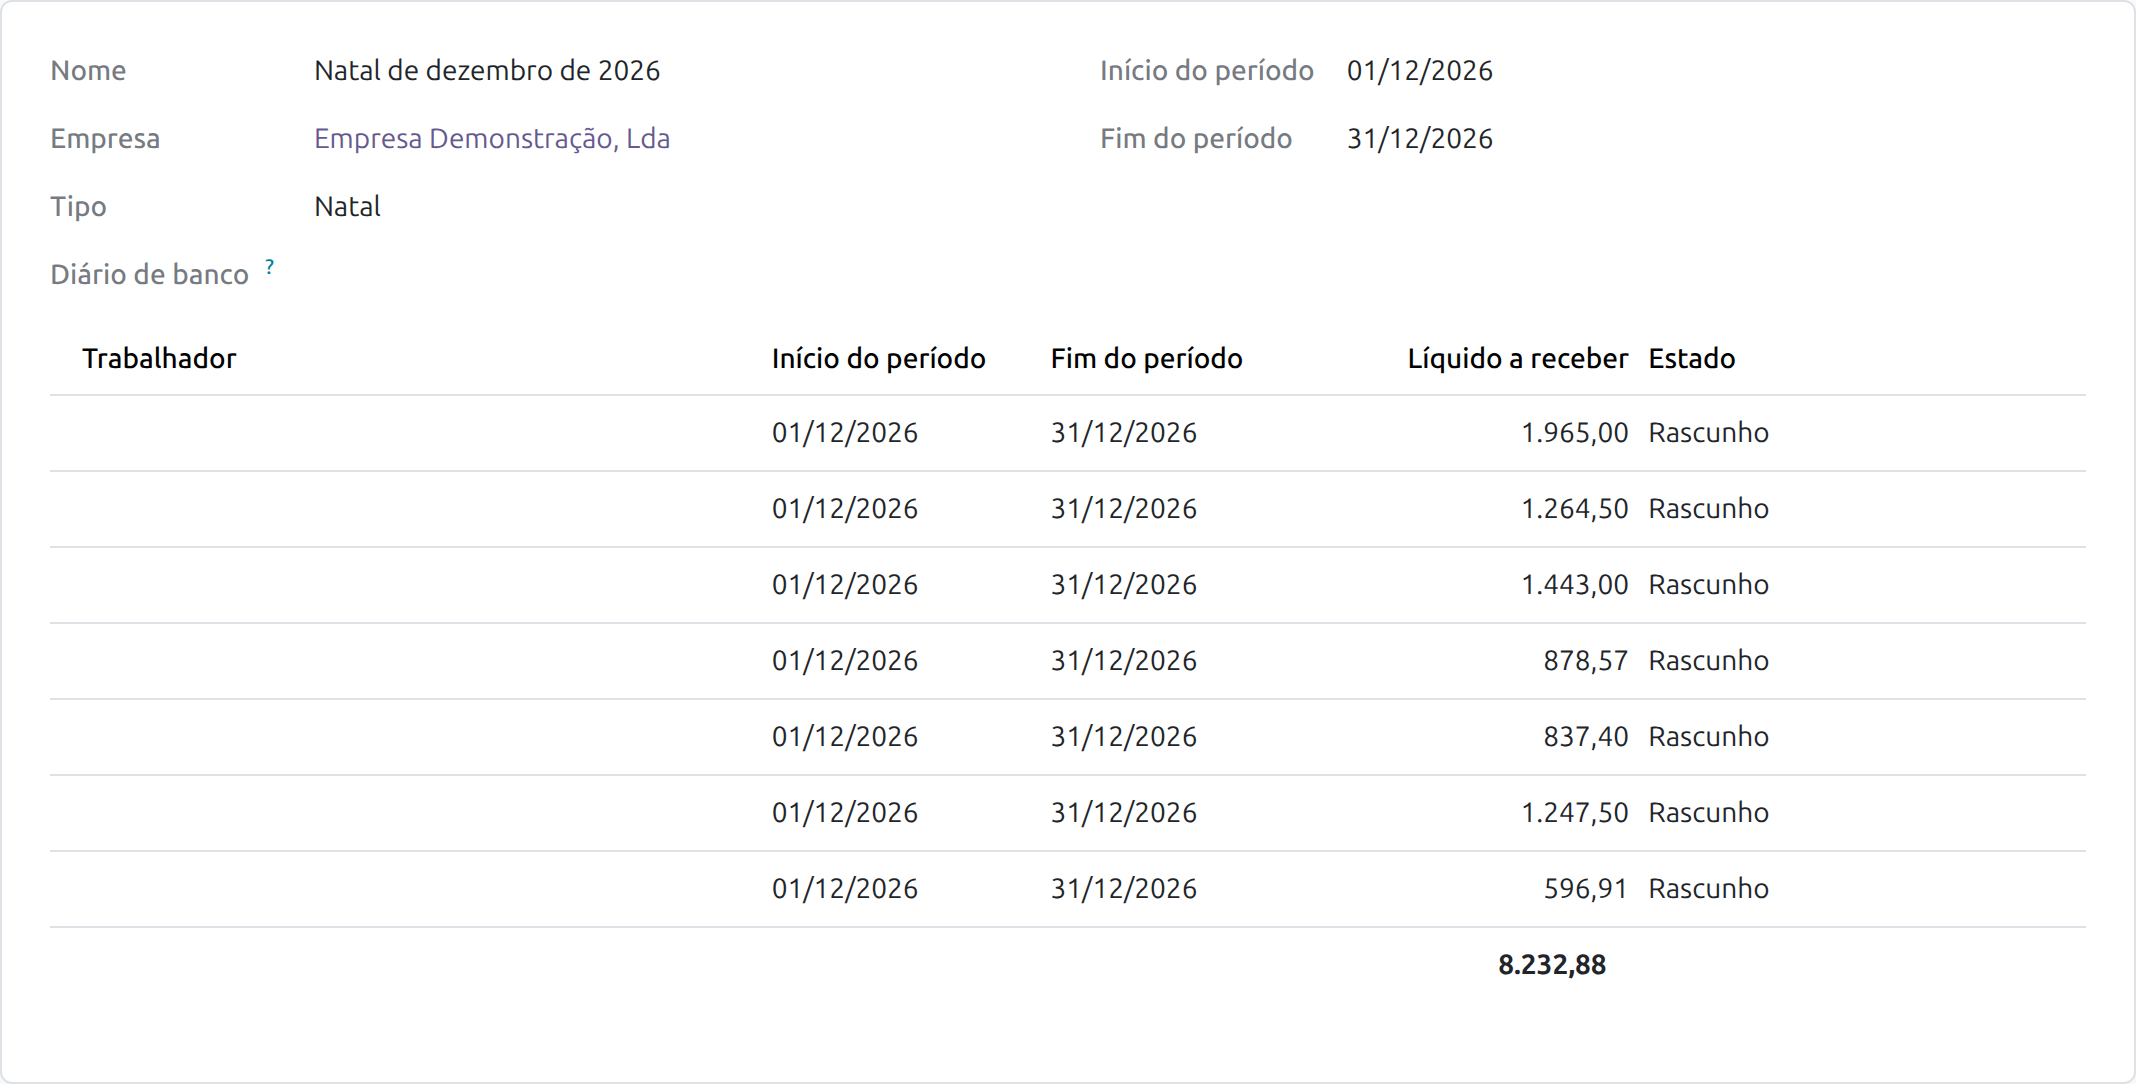 Nome Natal de dezembro de 2026 Início do período 01/12/2026
Empresa Empresa Demonstração, Lda Fim do período 31/12/2026
Tipo Natal
Diário de banco ?
Trabalhador Início do período Fim do período Líquido a receber Estado
01/12/2026 31/12/2026 1.965,00 Rascunho
01/12/2026 31/12/2026 1.264,50 Rascunho
01/12/2026 31/12/2026 1.443,00 Rascunho
01/12/2026 31/12/2026 878,57 Rascunho
01/12/2026 31/12/2026 837,40 Rascunho
01/12/2026 31/12/2026 1.247,50 Rascunho
01/12/2026 31/12/2026 596,91 Rascunho
8.232,88